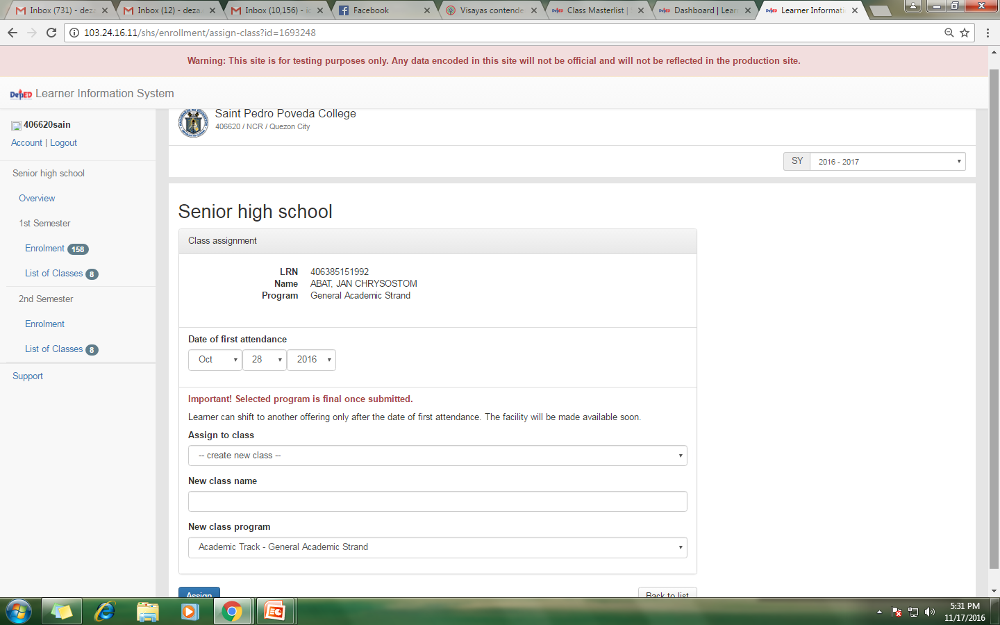 Inbox (731) - deza
Inbox (12) - deza
Inbox (10,156) - i
Facebook
Visayas contende
Class Masterlist |
Dashboard | Lear
Learner Informati
103.24.16.11/shs/enrollment/assign-class?id=1693248
Warning: This site is for testing purposes only. Any data encoded in this site will not be official and will not be reflected in the production site.
DepED Learner Information System
406620sain
Account | Logout
Senior high school
Overview
1st Semester
Enrolment 158
List of Classes 8
2nd Semester
Enrolment
List of Classes 8
Support
Saint Pedro Poveda College
406620 / NCR / Quezon City
SY 2016 - 2017
Senior high school
Class assignment
LRN 406385151992
Name ABAT, JAN CHRYSOSTOM
Program General Academic Strand
Date of first attendance
Oct 28 2016
Important! Selected program is final once submitted.
Learner can shift to another offering only after the date of first attendance. The facility will be made available soon.
Assign to class
-- create new class --
New class name
New class program
Academic Track - General Academic Strand
Assign Back to list
5:31 PM
11/17/2016